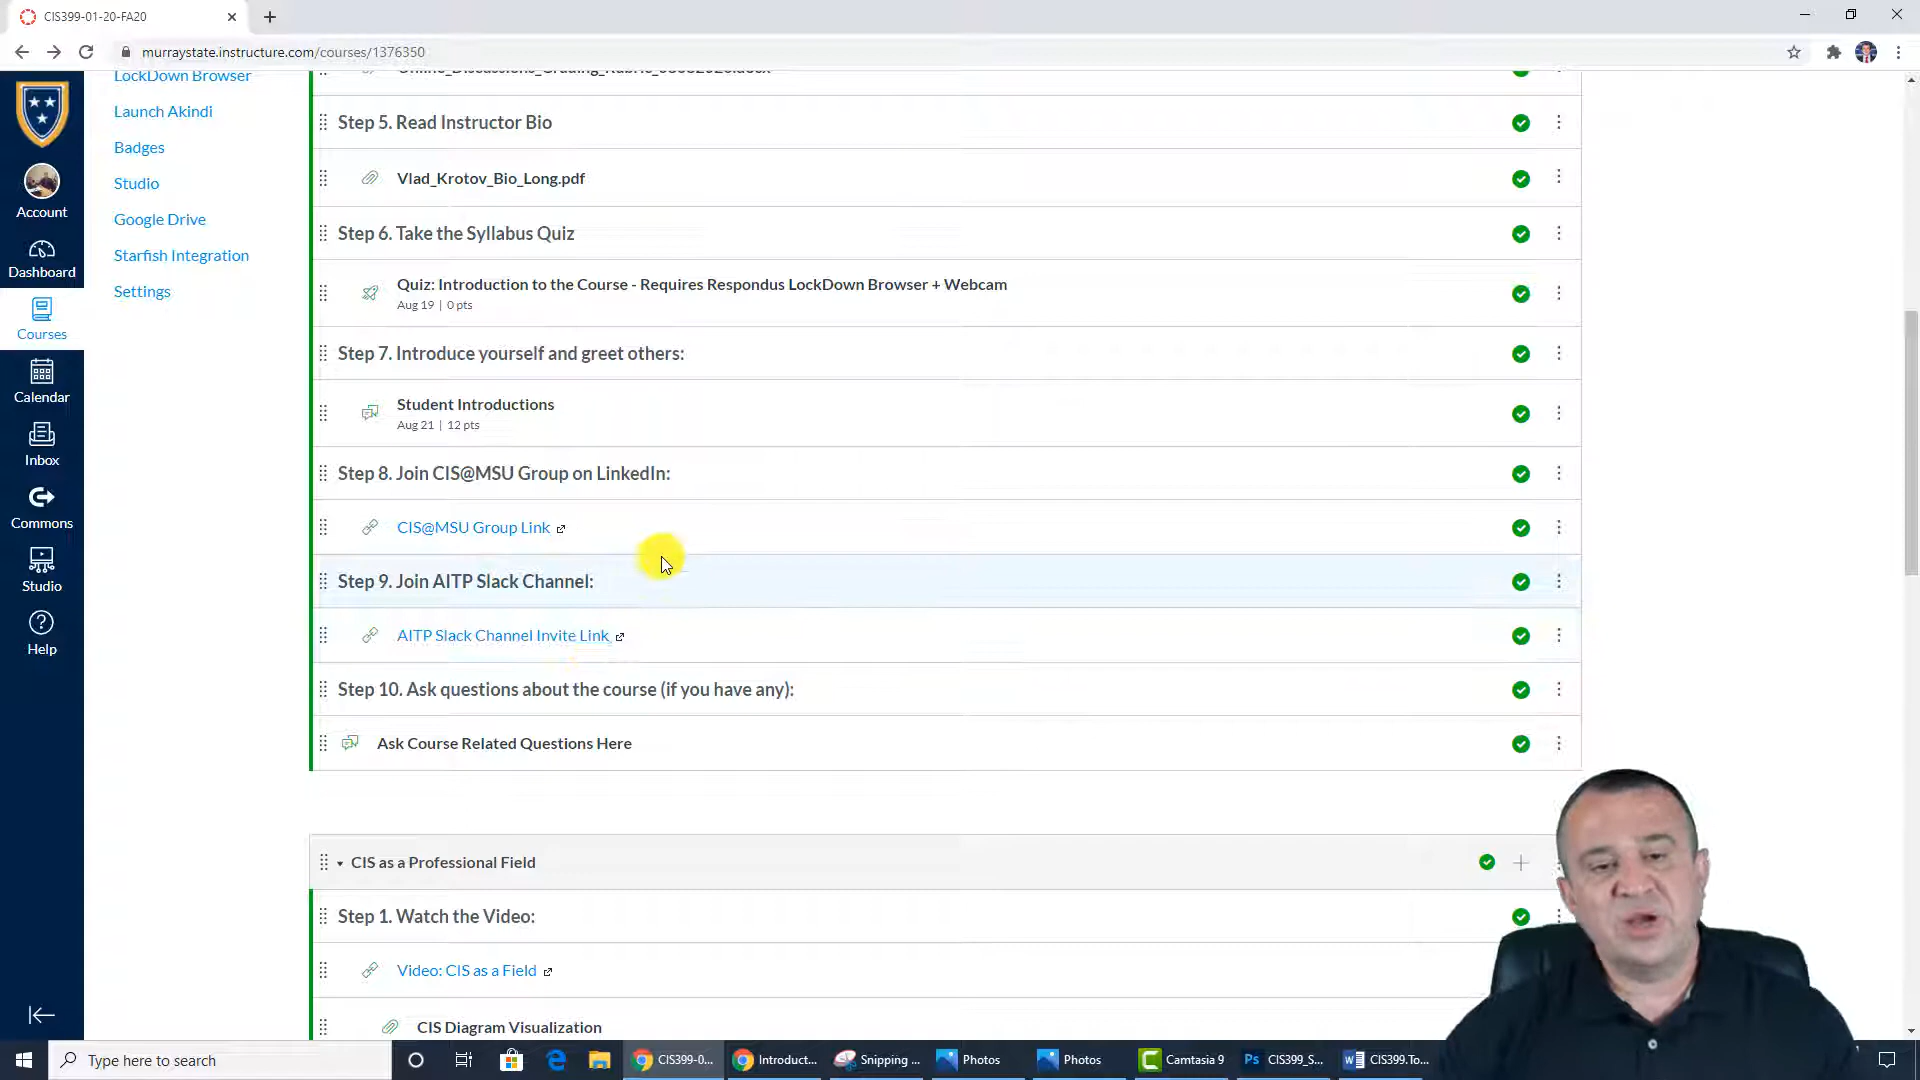 CIS399-01-20-FA20
murraystate.instructure.com/courses/1376350
LockDown Browser
Launch Akindi
Badges
Studio
Google Drive
Starfish Integration
Settings
Account
Dashboard
Courses
Calendar
Inbox
Commons
Studio
Help
Step 5. Read Instructor Bio
Vlad_Krotov_Bio_Long.pdf
Step 6. Take the Syllabus Quiz
Quiz: Introduction to the Course - Requires Respondus LockDown Browser + Webcam
Aug 19 | 0 pts
Step 7. Introduce yourself and greet others:
Student Introductions
Aug 21 | 12 pts
Step 8. Join CIS@MSU Group on LinkedIn:
CIS@MSU Group Link
Step 9. Join AITP Slack Channel:
AITP Slack Channel Invite Link
Step 10. Ask questions about the course (if you have any):
Ask Course Related Questions Here
CIS as a Professional Field
Step 1. Watch the Video:
Video: CIS as a Field
CIS Diagram Visualization
Type here to search
CIS399-0...
Introduct...
Snipping ...
Photos
Photos
Camtasia 9
CIS399_S...
CIS399.To...